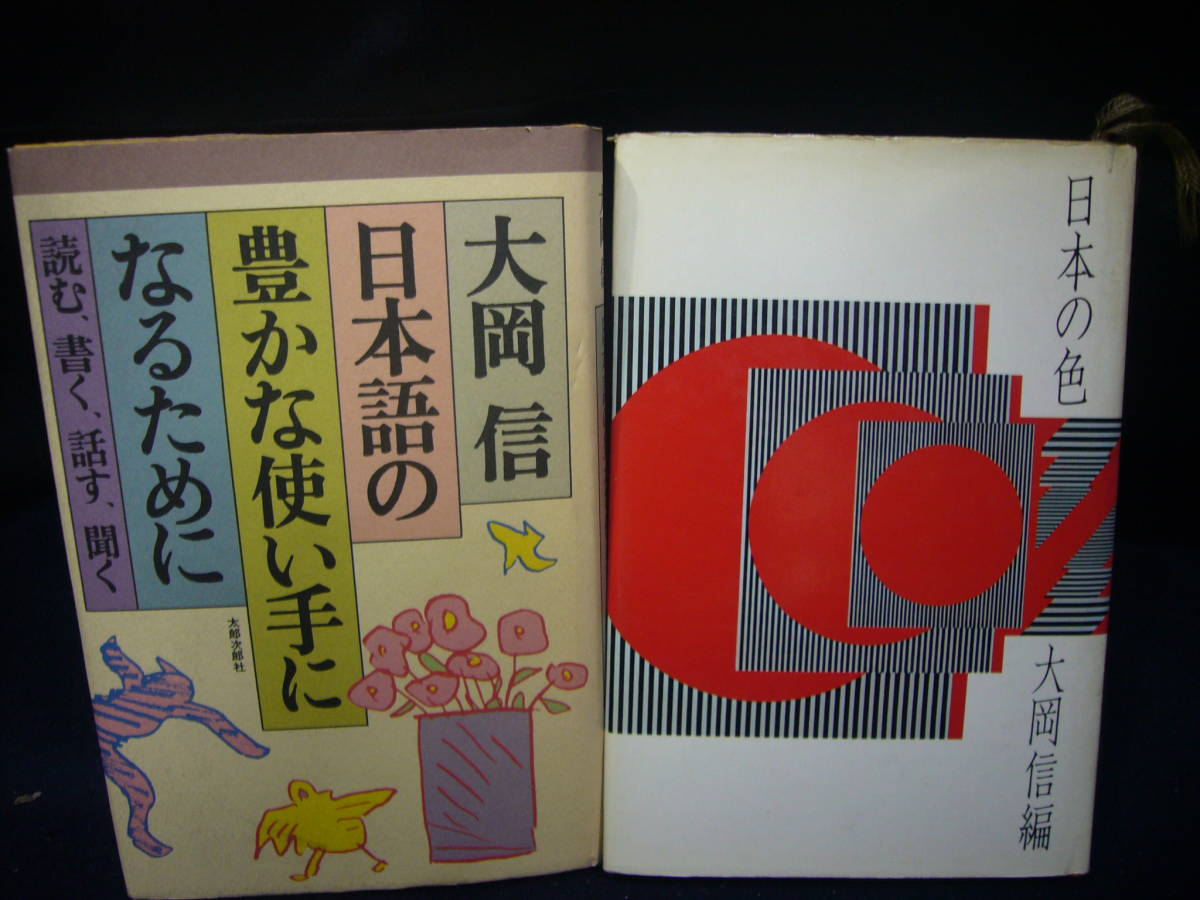 大岡信
日本語の
豊かな使い手に
なるために
読む、書く、話す、聞く
太郎次郎社
日本の色
大岡信編